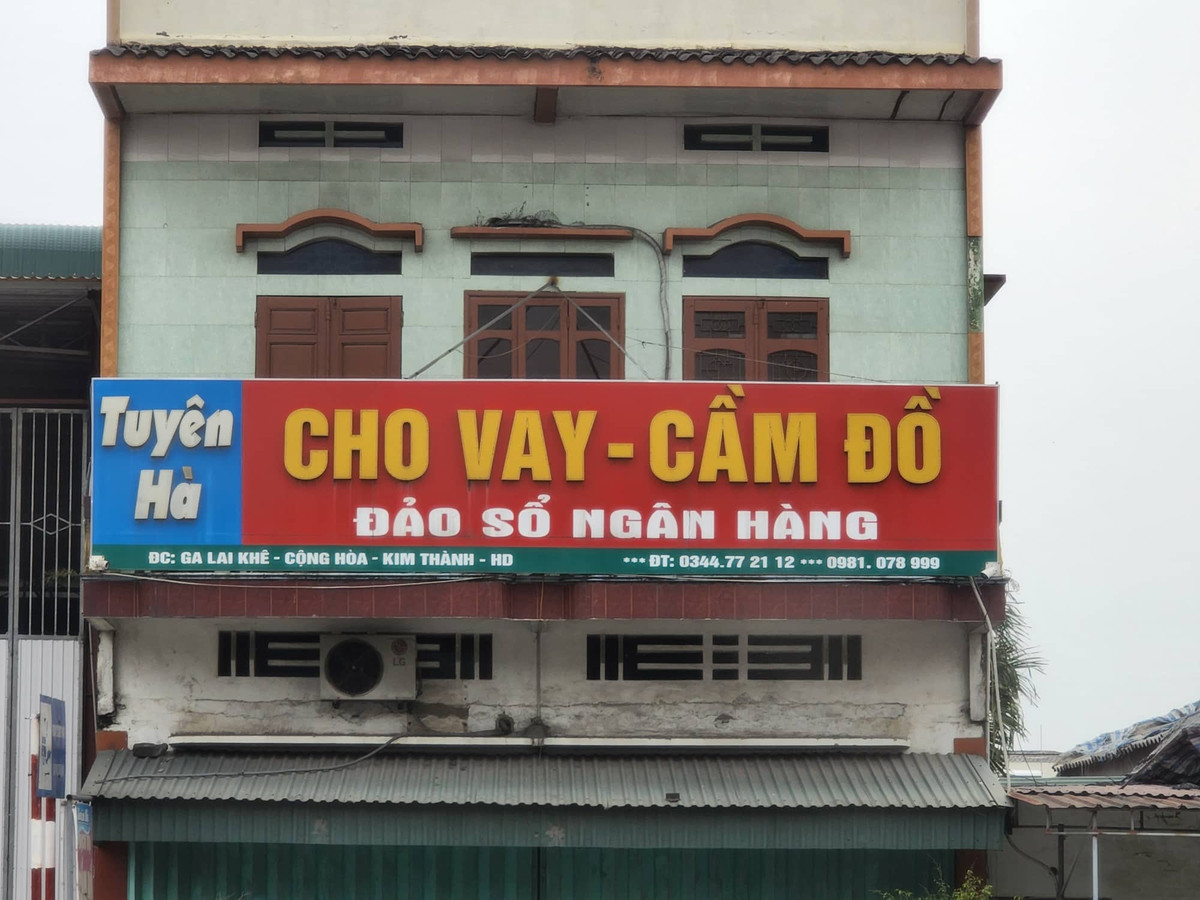 Tuyên
Hà
CHO VAY - CẦM ĐỒ
ĐẢO SỔ NGÂN HÀNG
ĐC: GA LAI KHÊ - CỘNG HÒA - KIM THÀNH - HD
*** ĐT: 0344.77 21 12 *** 0981. 078 999
LG